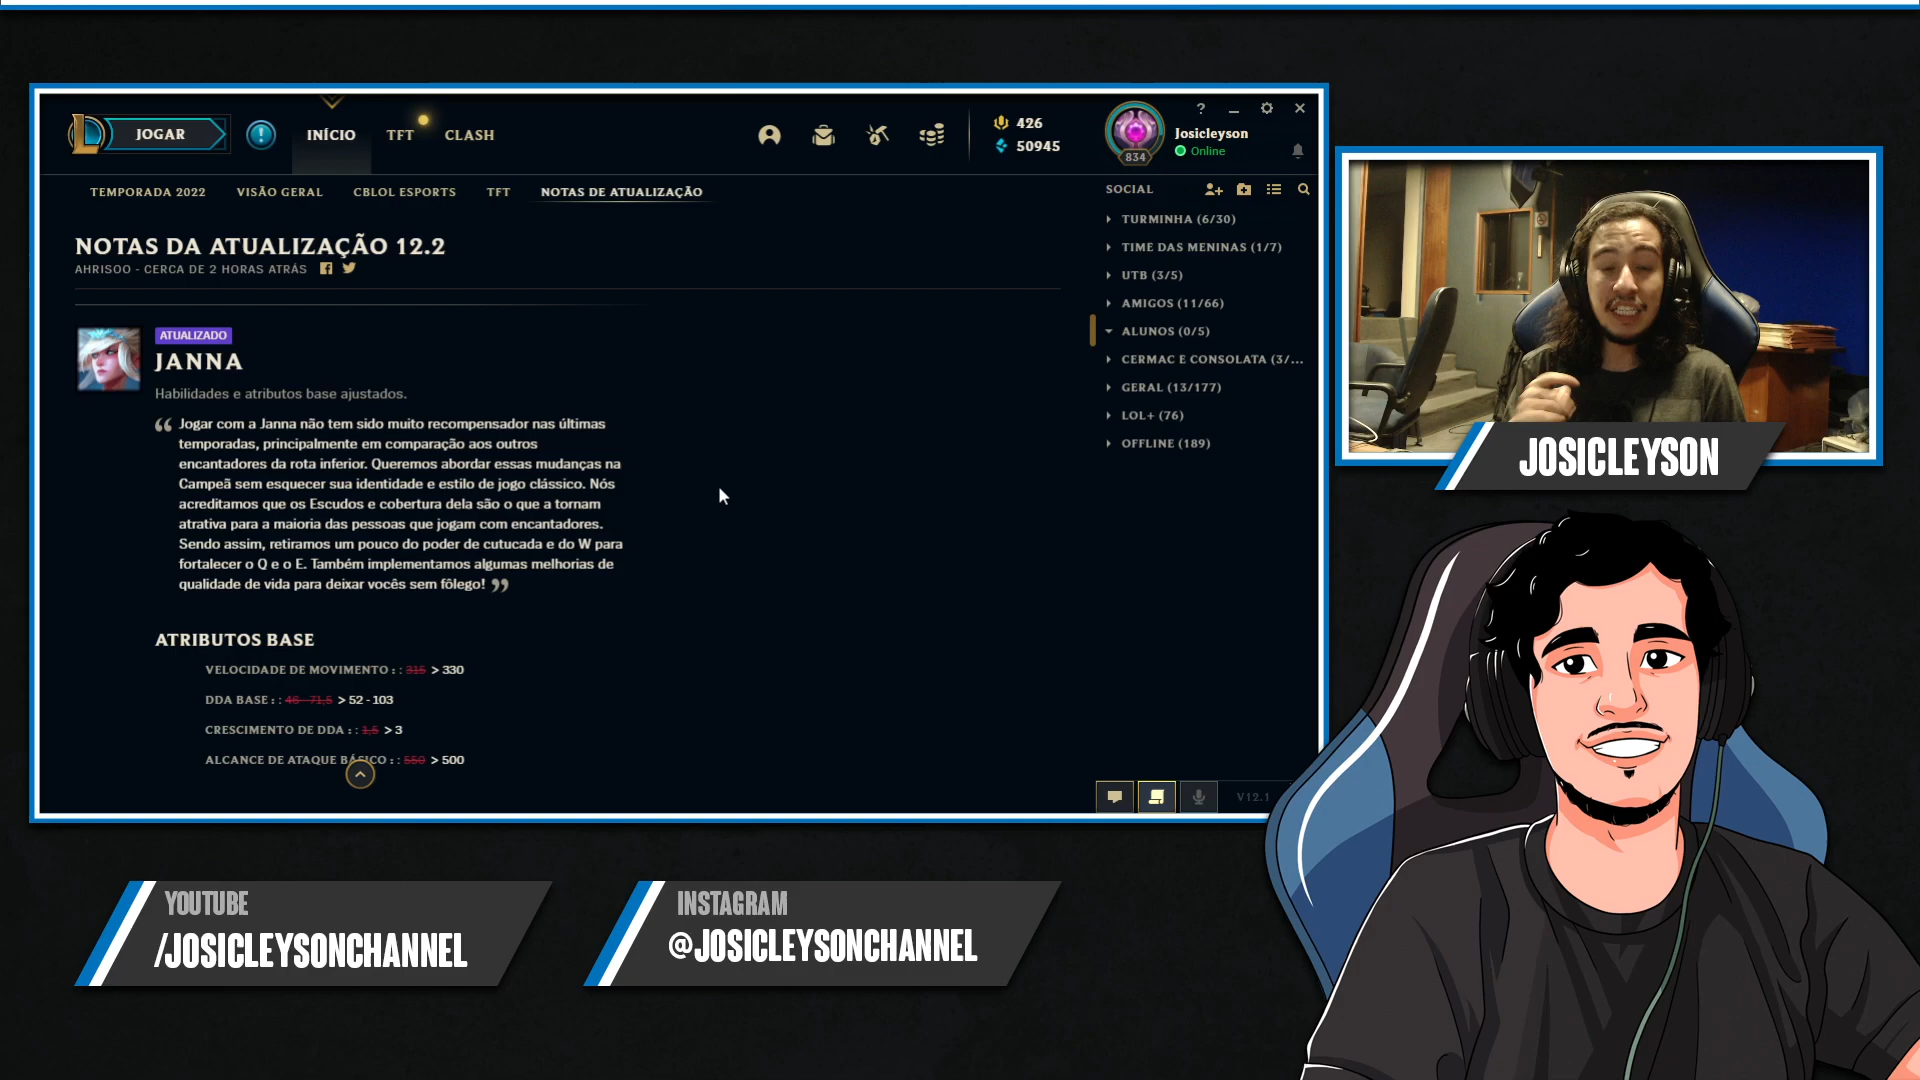 JOGAR
INÍCIO
TFT
CLASH
426
50945
834
?
Josicleyson
Online
TEMPORADA 2022
VISÃO GERAL
CBLOL ESPORTS
TFT
NOTAS DE ATUALIZAÇÃO
NOTAS DA ATUALIZAÇÃO 12.2
AHRISOO - CERCA DE 2 HORAS ATRÁS
ATUALIZADO
JANNA
Habilidades e atributos base ajustados.
“ Jogar com a Janna não tem sido muito recompensador nas últimas
temporadas, principalmente em comparação aos outros
encantadores da rota inferior. Queremos abordar essas mudanças na
Campeã sem esquecer sua identidade e estilo de jogo clássico. Nós
acreditamos que os Escudos e cobertura dela são o que a tornam
atrativa para a maioria das pessoas que jogam com encantadores.
Sendo assim, retiramos um pouco do poder de cutucada e do W para
fortalecer o Q e o E. Também implementamos algumas melhorias de
qualidade de vida para deixar vocês sem fôlego! ”
ATRIBUTOS BASE
VELOCIDADE DE MOVIMENTO : : 315 > 330
DDA BASE : : 46 - 71,5 > 52 - 103
CRESCIMENTO DE DDA : : 1,5 > 3
ALCANCE DE ATAQUE BÁSICO : : 550 > 500
SOCIAL
TURMINHA (6/30)
TIME DAS MENINAS (1/7)
UTB (3/5)
AMIGOS (11/66)
ALUNOS (0/5)
CERMAC E CONSOLATA (3/...
GERAL (13/177)
LOL+ (76)
OFFLINE (189)
V12.1
JOSICLEYSON
YOUTUBE
/JOSICLEYSONCHANNEL
INSTAGRAM
@JOSICLEYSONCHANNEL